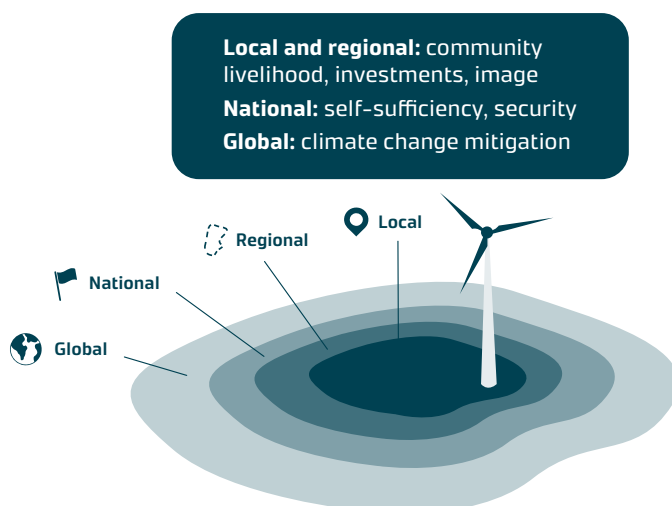 Local and regional: community
livelihood, investments, image
National: self-sufficiency, security
Global: climate change mitigation
Local
Regional
National
Global